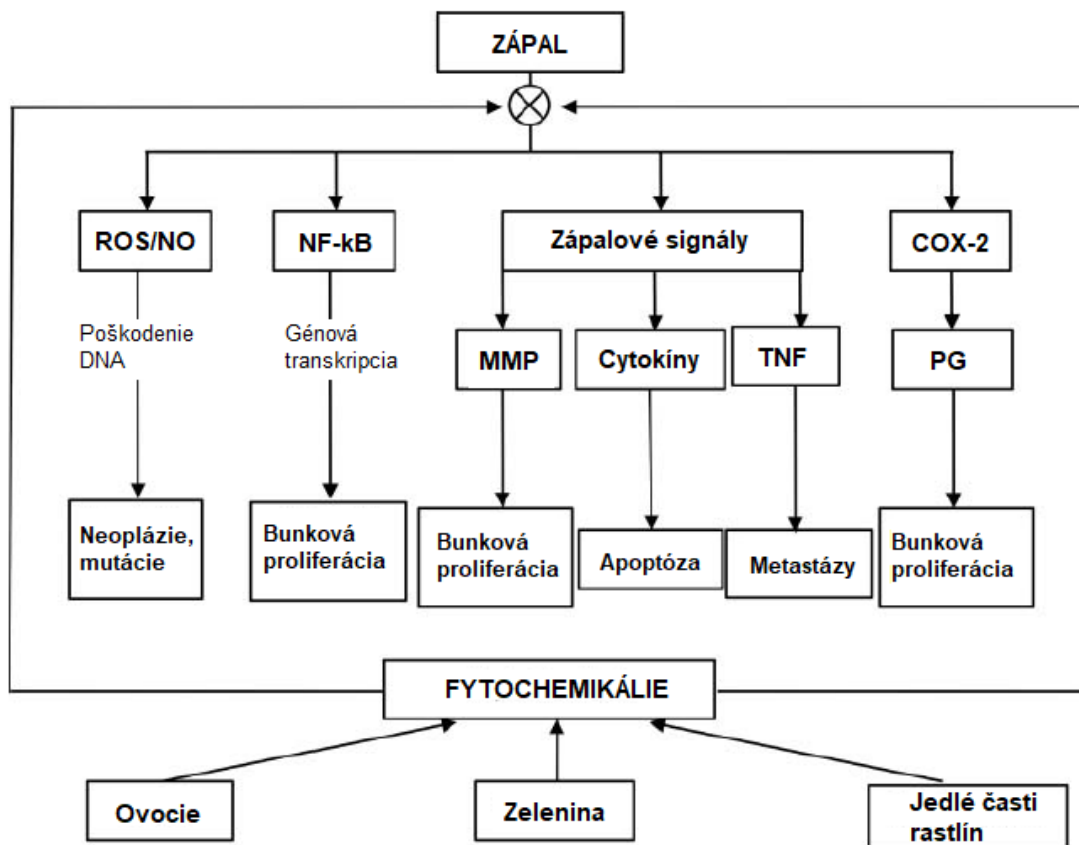 ZÁPAL
ROS/NO
NF-kB
Zápalové signály
COX-2
Poškodenie
DNA
Génová
transkripcia
MMP
Cytokíny
TNF
PG
Neoplázie,
mutácie
Bunková
proliferácia
Bunková
proliferácia
Apoptóza
Metastázy
Bunková
proliferácia
FYTOCHEMIKÁLIE
Ovocie
Zelenina
Jedlé časti
rastlín